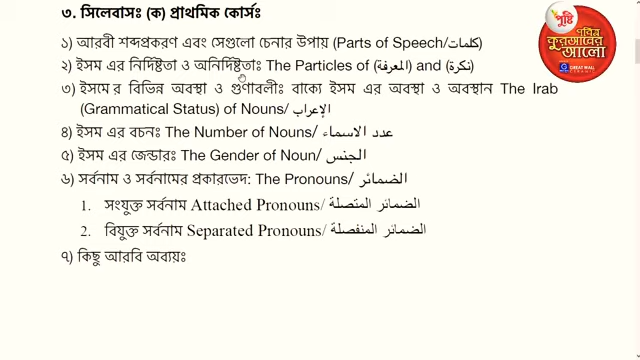 ৩. সিলেবাসঃ (ক) প্রাথমিক কোর্সঃ
১) আরবী শব্দপ্রকরণ এবং সেগুলো চেনার উপায় (Parts of Speech/كلمات)
২) ইসম এর নির্দিষ্টতা ও অনির্দিষ্টতাঃ The Particles of (المعرفة) and (نكرة)
৩) ইসমের বিভিন্ন অবস্থা ও গুণাবলীঃ বাক্যে ইসম এর অবস্থা ও অবস্থান The Irab
(Grammatical Status) of Nouns/ الإعراب
৪) ইসম এর বচনঃ The Number of Nouns/ عدد الاسماء
৫) ইসম এর জেন্ডারঃ The Gender of Noun/ الجنس
৬) সর্বনাম ও সর্বনামের প্রকারভেদ: The Pronouns/ الضمائر
1. সংযুক্ত সর্বনাম Attached Pronouns/ الضمائر المتصلة
2. বিযুক্ত সর্বনাম Separated Pronouns/ الضمائر المنفصلة
৭) কিছু আরবি অব্যয়ঃ
পুষ্টি
পবিত্র
কুরআনের
আলো
GREAT WALL
CERAMIC